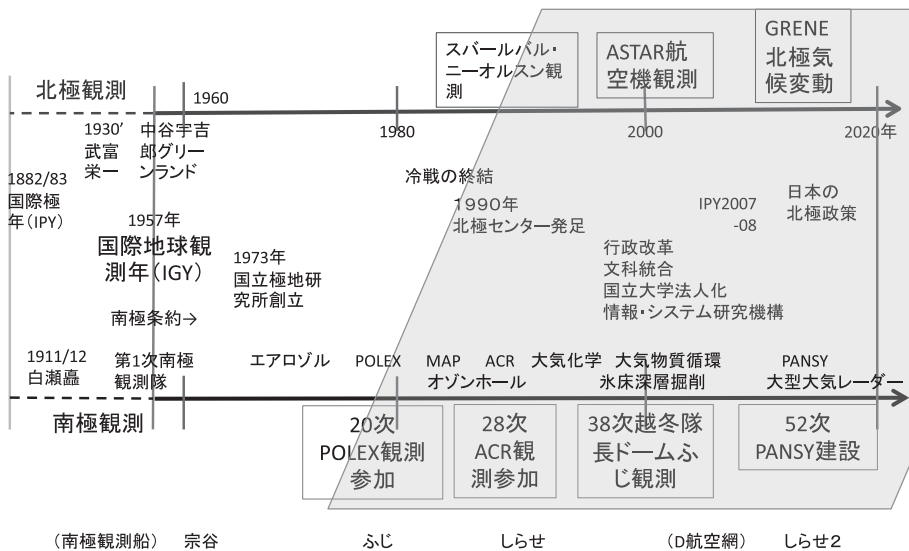 GRENE
北極気
候変動
スバールバル・
ニーオルスン観
測
ASTAR航
空機観測
北極観測
1960
1980
2000
2020年
1930’
武富
栄一
中谷宇吉
郎グリー
ンランド
1882/83
国際極
年(IPY)
冷戦の終結
1990年
北極センター発足
IPY2007
-08
日本の
北極政策
1957年
国際地球観
測年(IGY)
1973年
国立極地研
究所創立
行政改革
文科統合
国立大学法人化
情報・システム研究機構
南極条約→
1911/12
白瀬矗
第1次南極
観測隊
エアロゾル
POLEX
MAP
ACR
大気化学
オゾンホール
大気物質循環
氷床深層掘削
PANSY
大型大気レーダー
南極観測
20次
POLEX観測
参加
28次
ACR観
測参加
38次越冬隊
長ドームふ
じ観測
52次
PANSY建設
(南極観測船) 宗谷 ふじ しらせ (D航空網) しらせ2